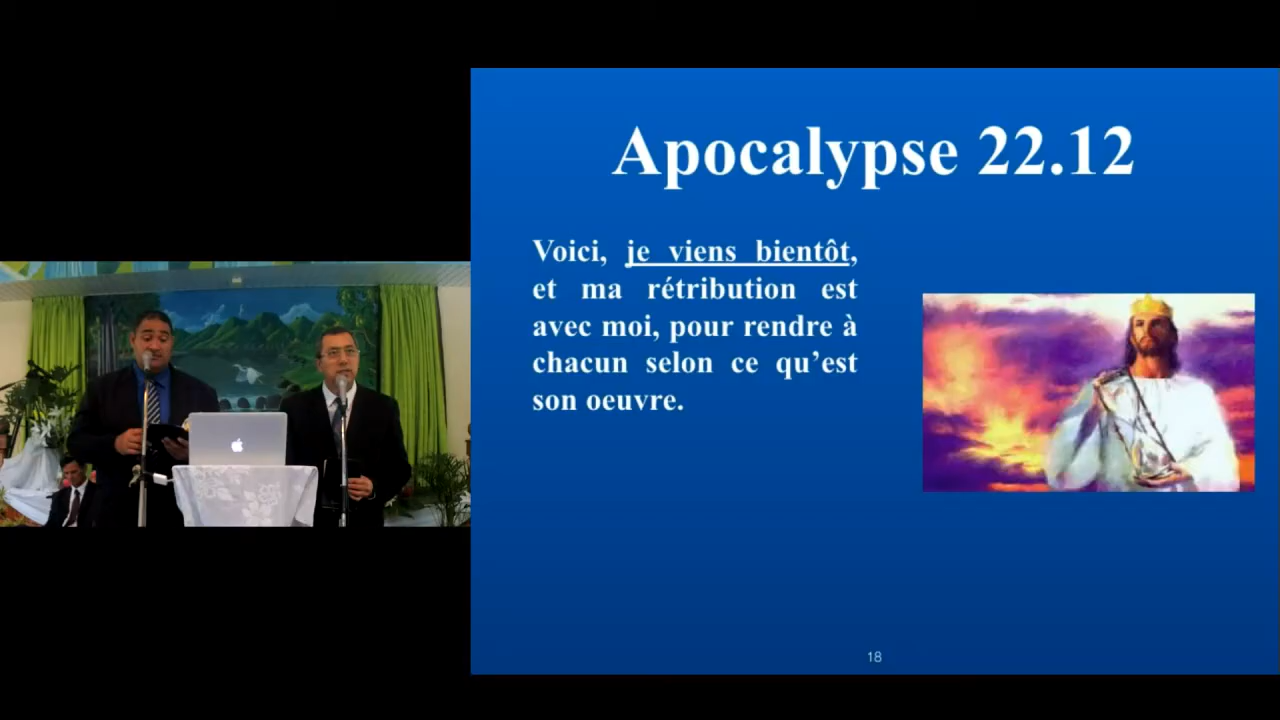 Apocalypse 22.12
Voici, je viens bientôt,
et ma rétribution est
avec moi, pour rendre à
chacun selon ce qu’est
son oeuvre.
18